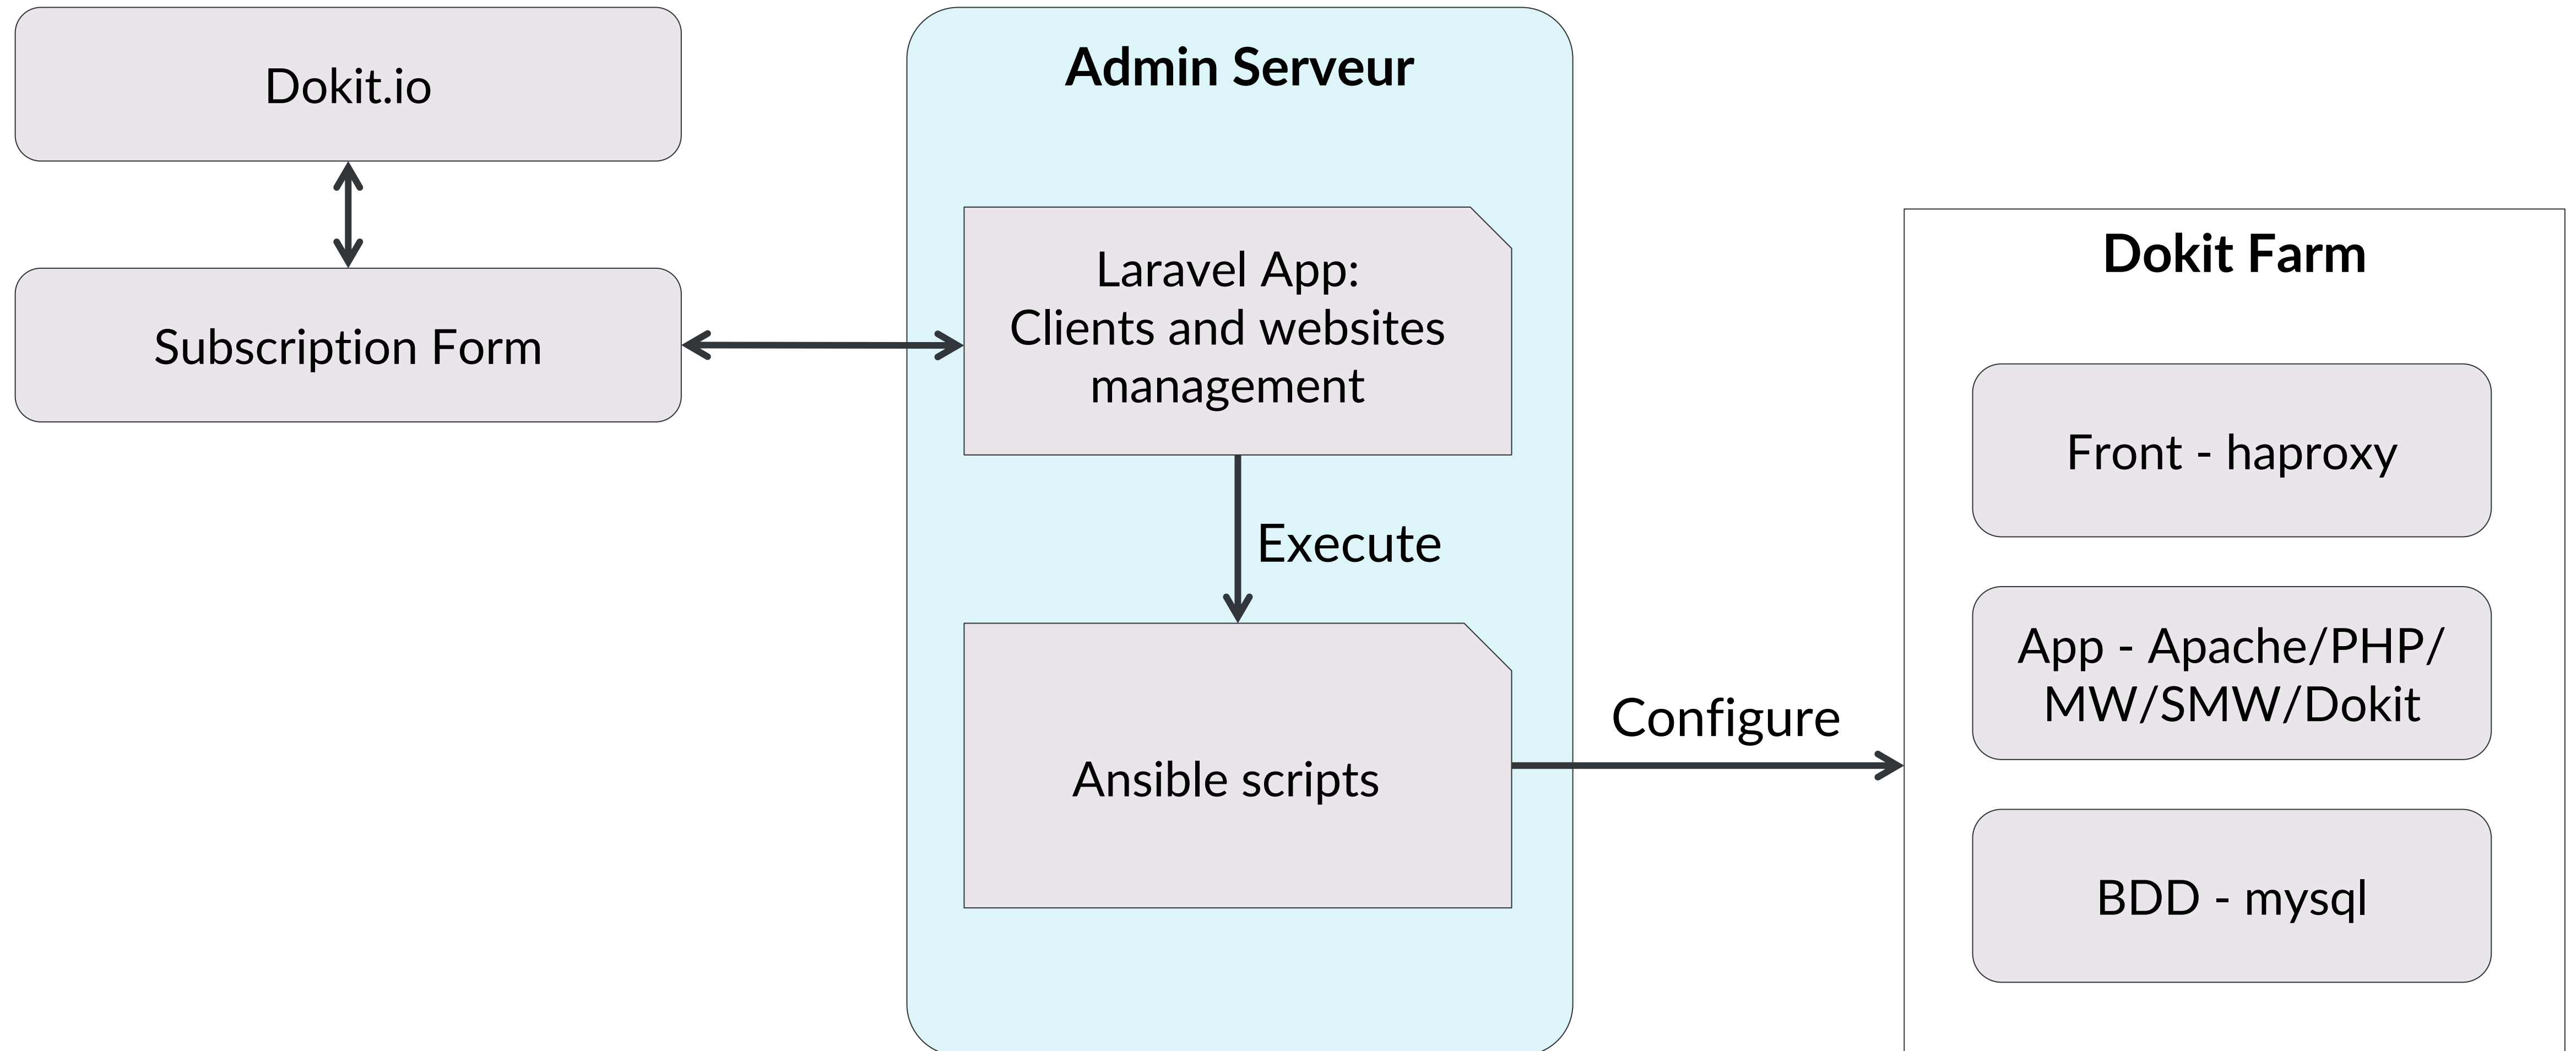 Dokit.io
Subscription Form
Admin Serveur
Laravel App:
Clients and websites
management
Execute
Ansible scripts
Configure
Dokit Farm
Front - haproxy
App - Apache/PHP/
MW/SMW/Dokit
BDD - mysql